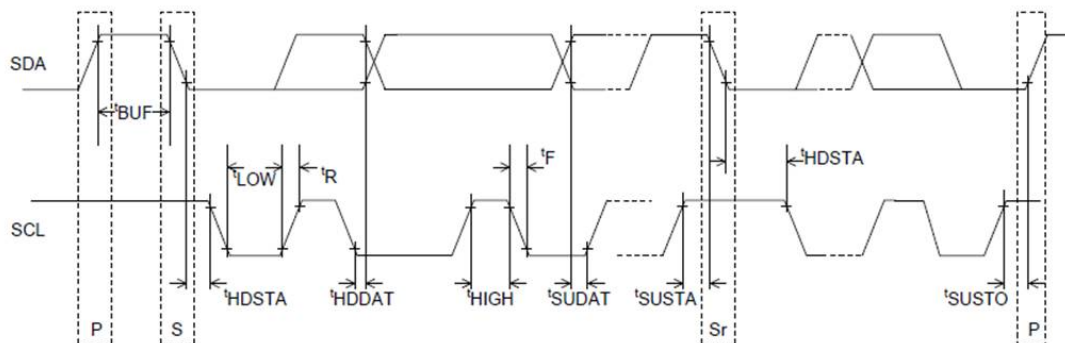 SDA
tBUF
tLOW
tR
tF
tHDSTA
SCL
tHDSTA
tHDDAT
tHIGH
tSUDAT
tSUSTA
tSUSTO
P
S
Sr
P